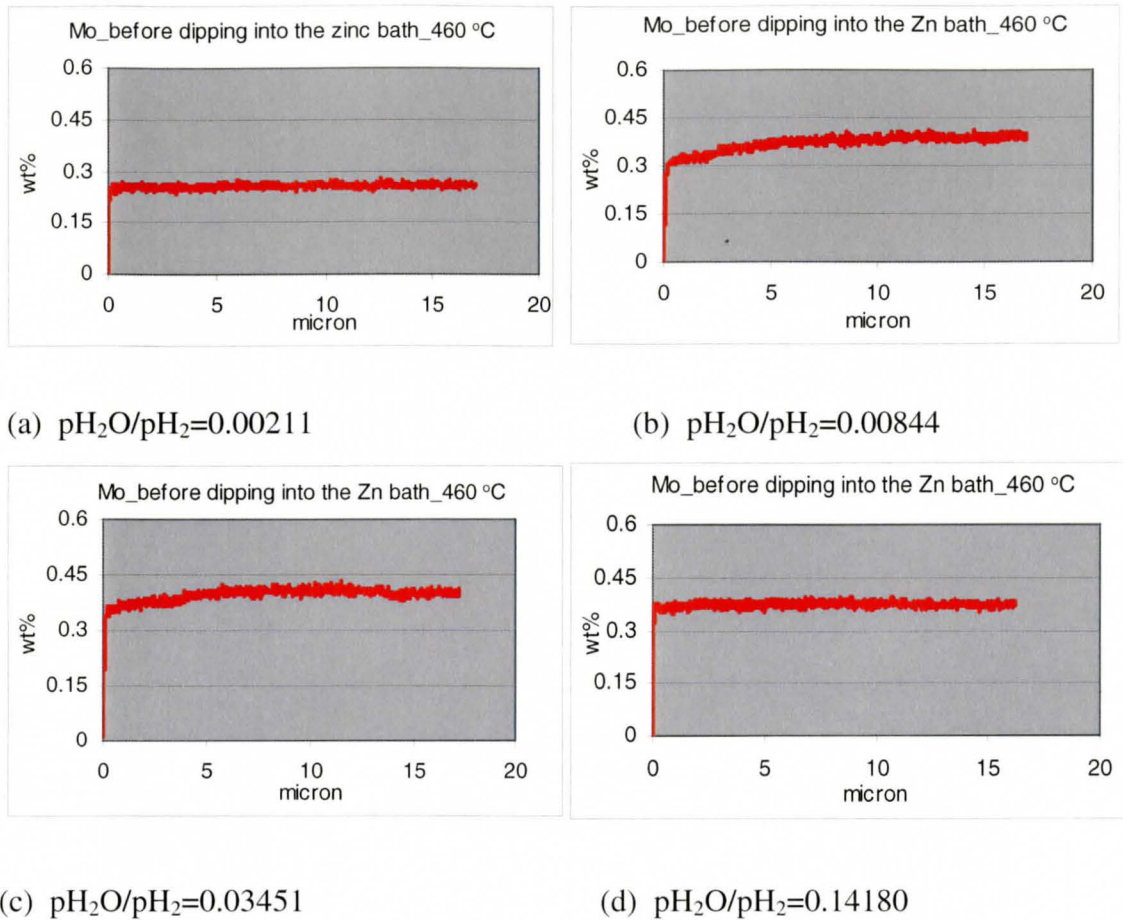 Mo_before dipping into the zinc bath_460 °C
0.6
0.45
0.3
0.15
0
wt%
0 5 10 15 20
micron
Mo_before dipping into the Zn bath_460 °C
0.6
0.45
0.3
0.15
0
wt%
0 5 10 15 20
micron
(a) pH₂O/pH₂=0.00211
(b) pH₂O/pH₂=0.00844
Mo_before dipping into the Zn bath_460 °C
0.6
0.45
0.3
0.15
0
wt%
0 5 10 15 20
micron
Mo_before dipping into the Zn bath_460 °C
0.6
0.45
0.3
0.15
0
wt%
0 5 10 15 20
micron
(c) pH₂O/pH₂=0.03451
(d) pH₂O/pH₂=0.14180